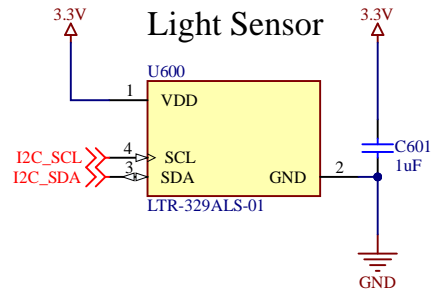 3.3V
Light Sensor
3.3V
U600
1
VDD
I2C_SCL
4
SCL
I2C_SDA
3
SDA
GND
2
C601
1uF
LTR-329ALS-01
GND